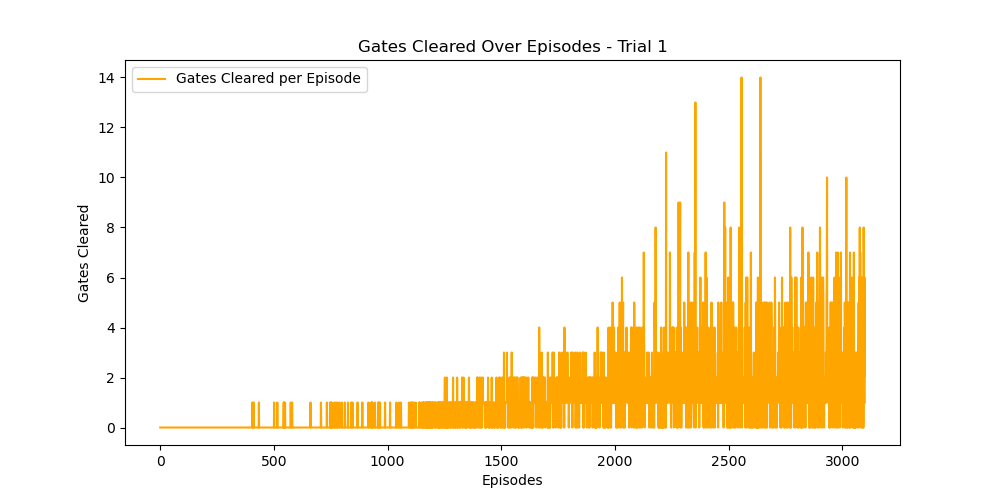 Gates Cleared Over Episodes - Trial 1
Gates Cleared per Episode
14
12
10
8
6
4
2
0
Gates Cleared
0 500 1000 1500 2000 2500 3000
Episodes